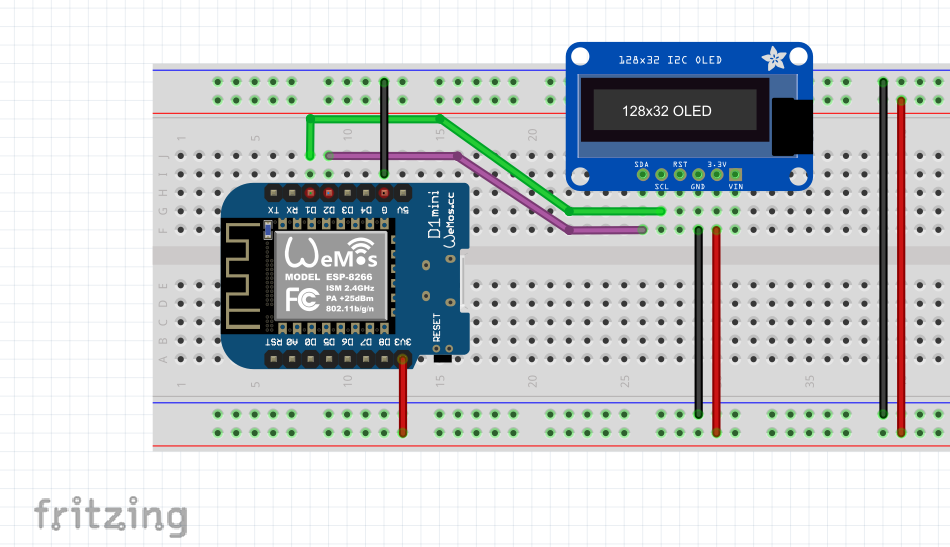 128x32 I2C OLED
128x32 OLED
SDA RST 3.3V
SCL GND VIN
1 5 10 15 20
J
I
H
G
F
E
D
C
B
A
TX RX D1 D2 D3 D4 G 5V
WeMos
MODEL ESP-8266
ISM 2.4GHz
PA +25dBm
802.11b/g/n
FC
D1 mini
WeMos.cc
RESET
RST A0 D0 D5 D6 D7 D8 3V3
1 5 10 15 25 35
fritzing